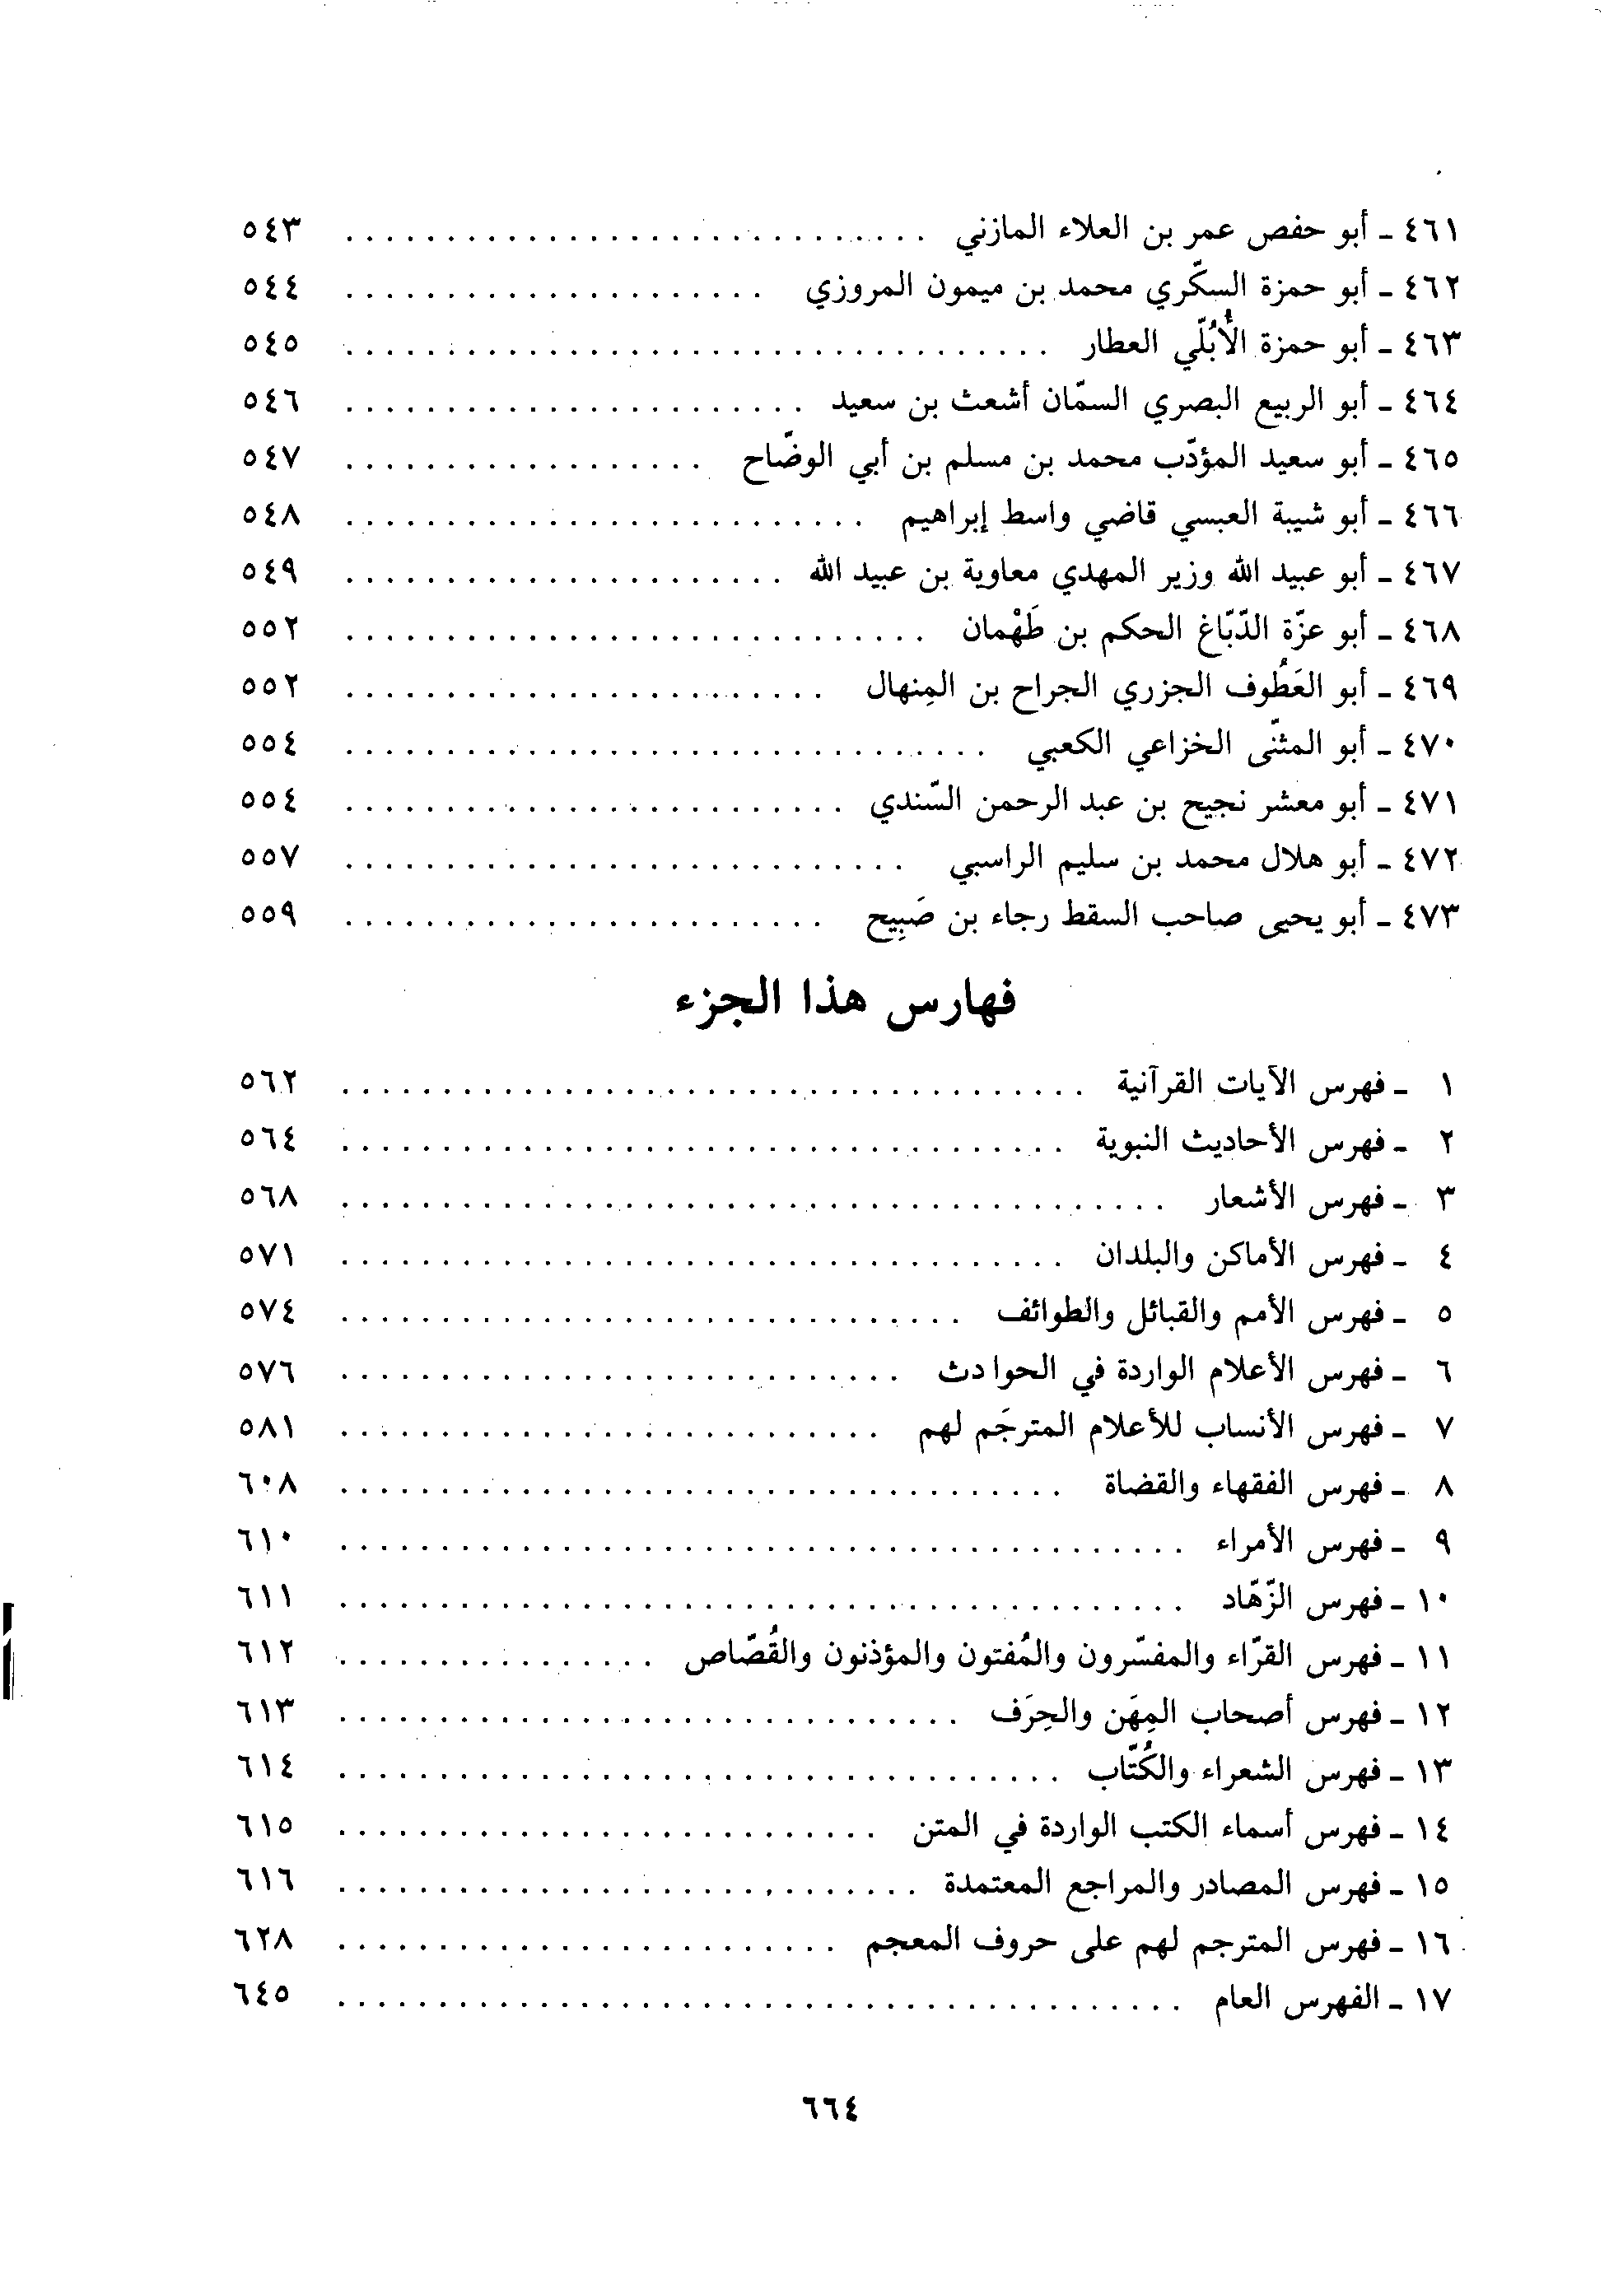 ٤٦١ ـ أبو حفص عمر بن العلاء المازني . . . . . . . . . . . . . . . . . . . . . . . . . . . . . ٥٤٣
٤٦٢ ـ أبو حمزة السكّري محمد بن ميمون المروزي . . . . . . . . . . . . . . . . . . . . . ٥٤٤
٤٦٣ ـ أبو حمزة الأُبُلّي العطار . . . . . . . . . . . . . . . . . . . . . . . . . . . . . . . . . . . ٥٤٥
٤٦٤ ـ أبو الربيع البصري السمّان أشعث بن سعيد . . . . . . . . . . . . . . . . . . . . . . . ٥٤٦
٤٦٥ ـ أبو سعيد المؤدّب محمد بن مسلم بن أبي الوضّاح . . . . . . . . . . . . . . . . . . ٥٤٧
٤٦٦ ـ أبو شيبة العبسي قاضي واسط إبراهيم . . . . . . . . . . . . . . . . . . . . . . . . . . ٥٤٨
٤٦٧ ـ أبو عبيد الله وزير المهدي معاوية بن عبيد الله . . . . . . . . . . . . . . . . . . . . . . ٥٤٩
٤٦٨ ـ أبو عزّة الدّبّاغ الحكم بن طَهْمان . . . . . . . . . . . . . . . . . . . . . . . . . . . . . ٥٥٢
٤٦٩ ـ أبو العَطُوف الجزري الجراح بن المِنهال . . . . . . . . . . . . . . . . . . . . . . . . ٥٥٢
٤٧٠ ـ أبو المثنّى الخزاعي الكعبي . . . . . . . . . . . . . . . . . . . . . . . . . . . . . . . . ٥٥٤
٤٧١ ـ أبو معشر نجيح بن عبد الرحمن السّندي . . . . . . . . . . . . . . . . . . . . . . . . . ٥٥٤
٤٧٢ ـ أبو هلال محمد بن سليم الراسبي . . . . . . . . . . . . . . . . . . . . . . . . . . . . ٥٥٧
٤٧٣ ـ أبو يحيى صاحب السقط رجاء بن صَبِيح . . . . . . . . . . . . . . . . . . . . . . . . ٥٥٩
فهارس هذا الجزء
١ ـ فهرس الآيات القرآنية . . . . . . . . . . . . . . . . . . . . . . . . . . . . . . . . . . . . . ٥٦٢
٢ ـ فهرس الأحاديث النبوية . . . . . . . . . . . . . . . . . . . . . . . . . . . . . . . . . . . . ٥٦٤
٣ ـ فهرس الأشعار . . . . . . . . . . . . . . . . . . . . . . . . . . . . . . . . . . . . . . . . . ٥٦٨
٤ ـ فهرس الأماكن والبلدان . . . . . . . . . . . . . . . . . . . . . . . . . . . . . . . . . . . . ٥٧١
٥ ـ فهرس الأمم والقبائل والطوائف . . . . . . . . . . . . . . . . . . . . . . . . . . . . . . . ٥٧٤
٦ ـ فهرس الأعلام الواردة في الحوادث . . . . . . . . . . . . . . . . . . . . . . . . . . . . ٥٧٦
٧ ـ فهرس الأنساب للأعلام المترجَم لهم . . . . . . . . . . . . . . . . . . . . . . . . . . . ٥٨١
٨ ـ فهرس الفقهاء والقضاة . . . . . . . . . . . . . . . . . . . . . . . . . . . . . . . . . . . . ٦٠٨
٩ ـ فهرس الأمراء . . . . . . . . . . . . . . . . . . . . . . . . . . . . . . . . . . . . . . . . . . ٦١٠
١٠ ـ فهرس الزّهّاد . . . . . . . . . . . . . . . . . . . . . . . . . . . . . . . . . . . . . . . . . . ٦١١
١١ ـ فهرس القرّاء والمفسّرون والمُفتون والمؤذنون والقُصّاص . . . . . . . . . . . . . . . . ٦١٢
١٢ ـ فهرس أصحاب المِهَن والحِرَف . . . . . . . . . . . . . . . . . . . . . . . . . . . . . . . ٦١٣
١٣ ـ فهرس الشعراء والكُتّاب . . . . . . . . . . . . . . . . . . . . . . . . . . . . . . . . . . . . ٦١٤
١٤ ـ فهرس أسماء الكتب الواردة في المتن . . . . . . . . . . . . . . . . . . . . . . . . . . . ٦١٥
١٥ ـ فهرس المصادر والمراجع المعتمدة . . . . . . . . . . . . . . . . . . . . . . . . . . . . . ٦١٦
١٦ ـ فهرس المترجم لهم على حروف المعجم . . . . . . . . . . . . . . . . . . . . . . . . . ٦٢٨
١٧ ـ الفهرس العام . . . . . . . . . . . . . . . . . . . . . . . . . . . . . . . . . . . . . . . . . . ٦٤٥
٦٦٤